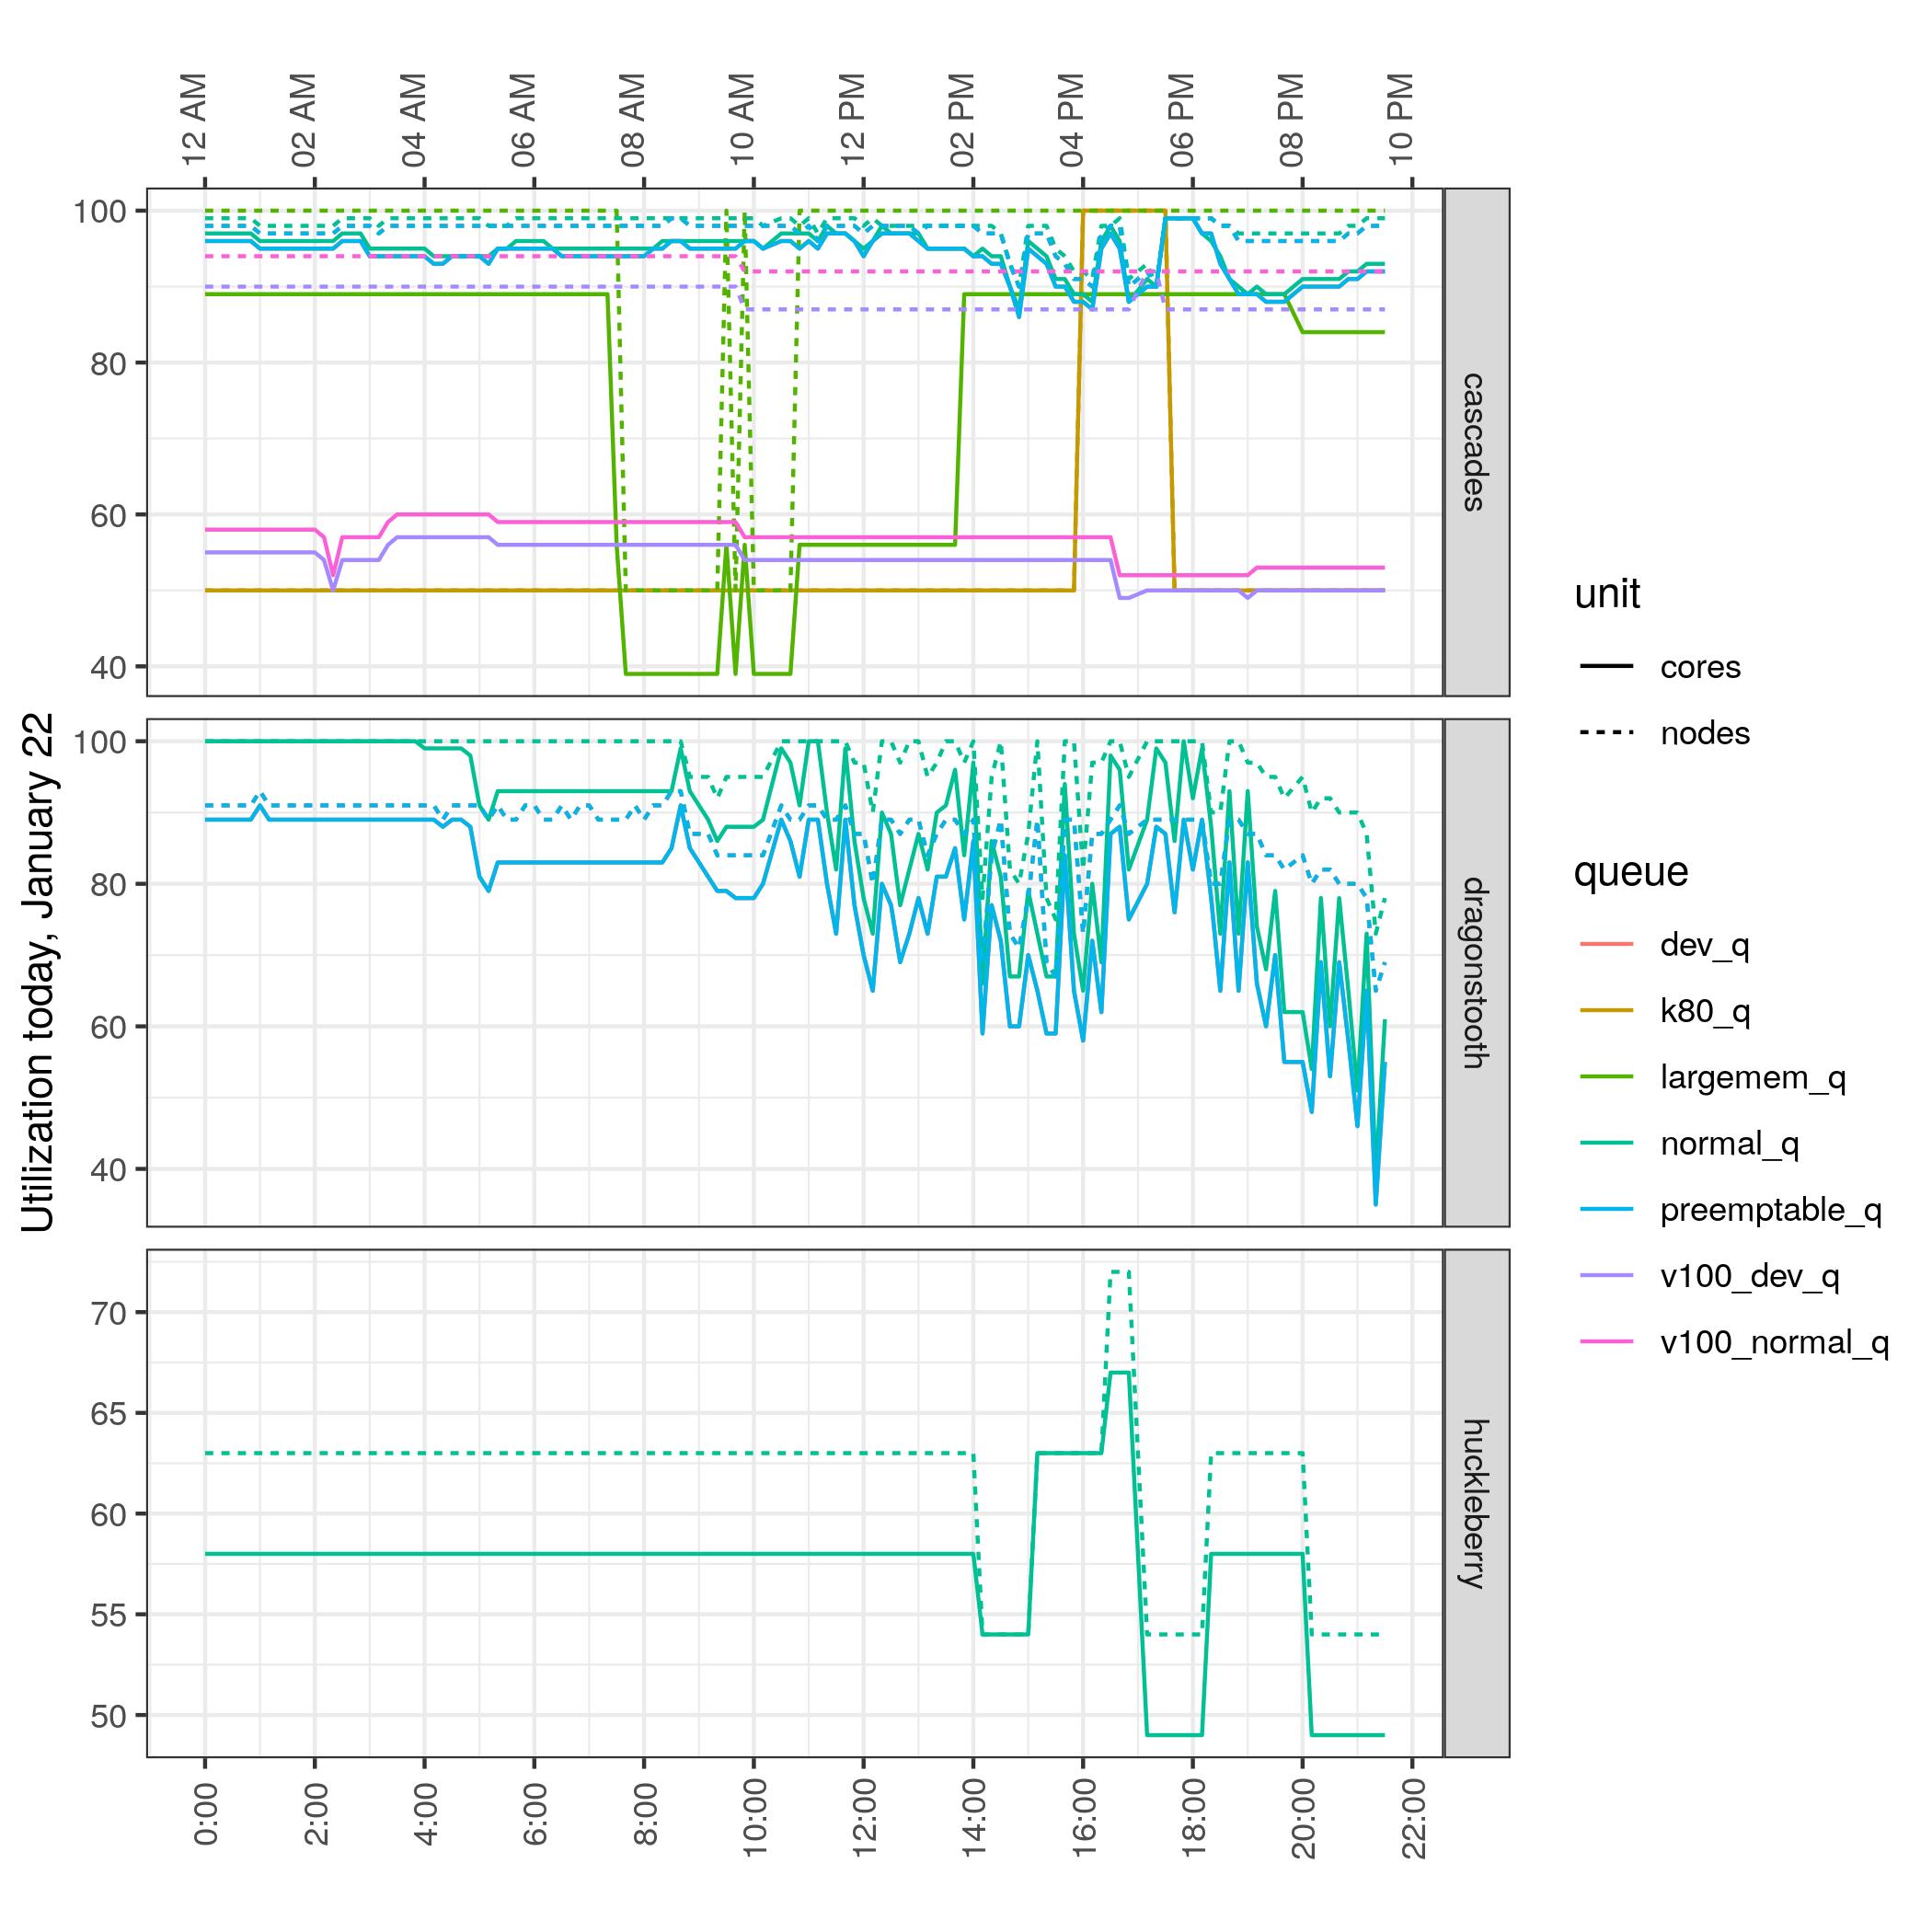 12 AM
02 AM
04 AM
06 AM
08 AM
10 AM
12 PM
02 PM
04 PM
06 PM
08 PM
10 PM
Utilization today, January 22
100
80
60
40
cascades
100
80
60
40
dragonstooth
70
65
60
55
50
huckleberry
0:00
2:00
4:00
6:00
8:00
10:00
12:00
14:00
16:00
18:00
20:00
22:00
unit
cores
nodes
queue
dev_q
k80_q
largemem_q
normal_q
preemptable_q
v100_dev_q
v100_normal_q